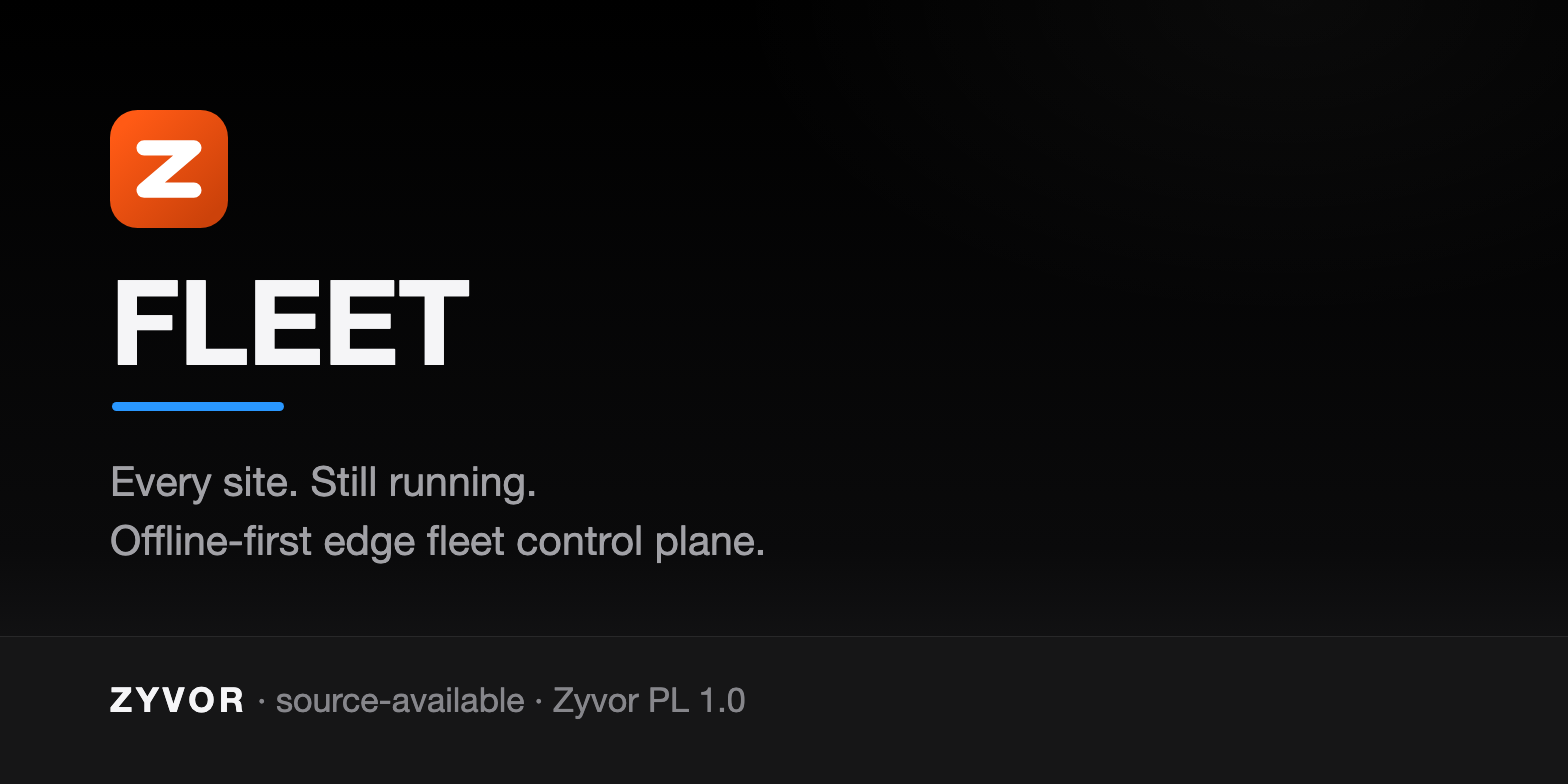 Z
FLEET
Every site. Still running.
Offline-first edge fleet control plane.
ZYVOR · source-available · Zyvor PL 1.0